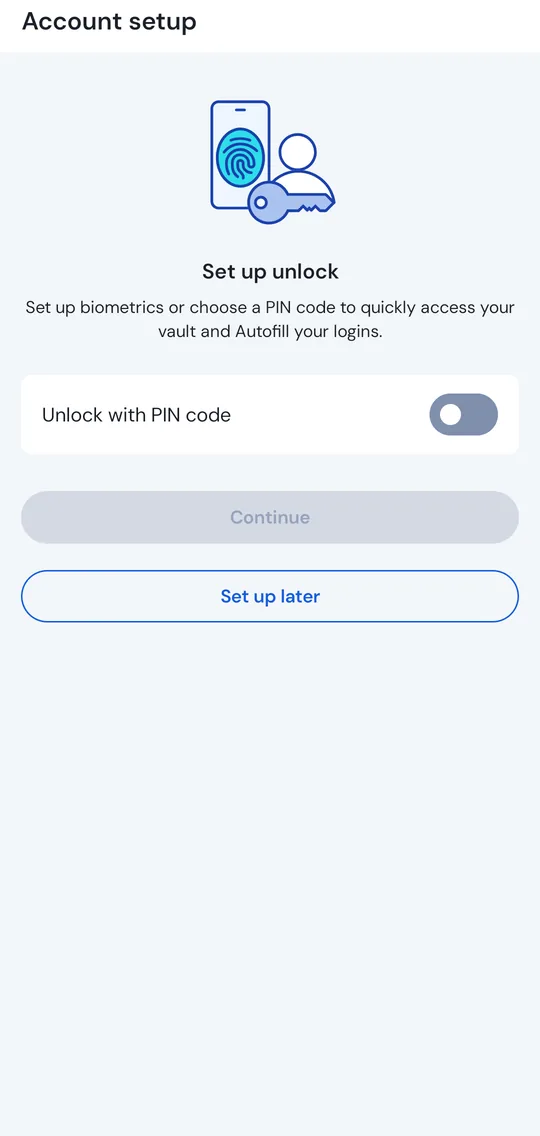 Account setup
Set up unlock
Set up biometrics or choose a PIN code to quickly access your
vault and Autofill your logins.
Unlock with PIN code
Continue
Set up later